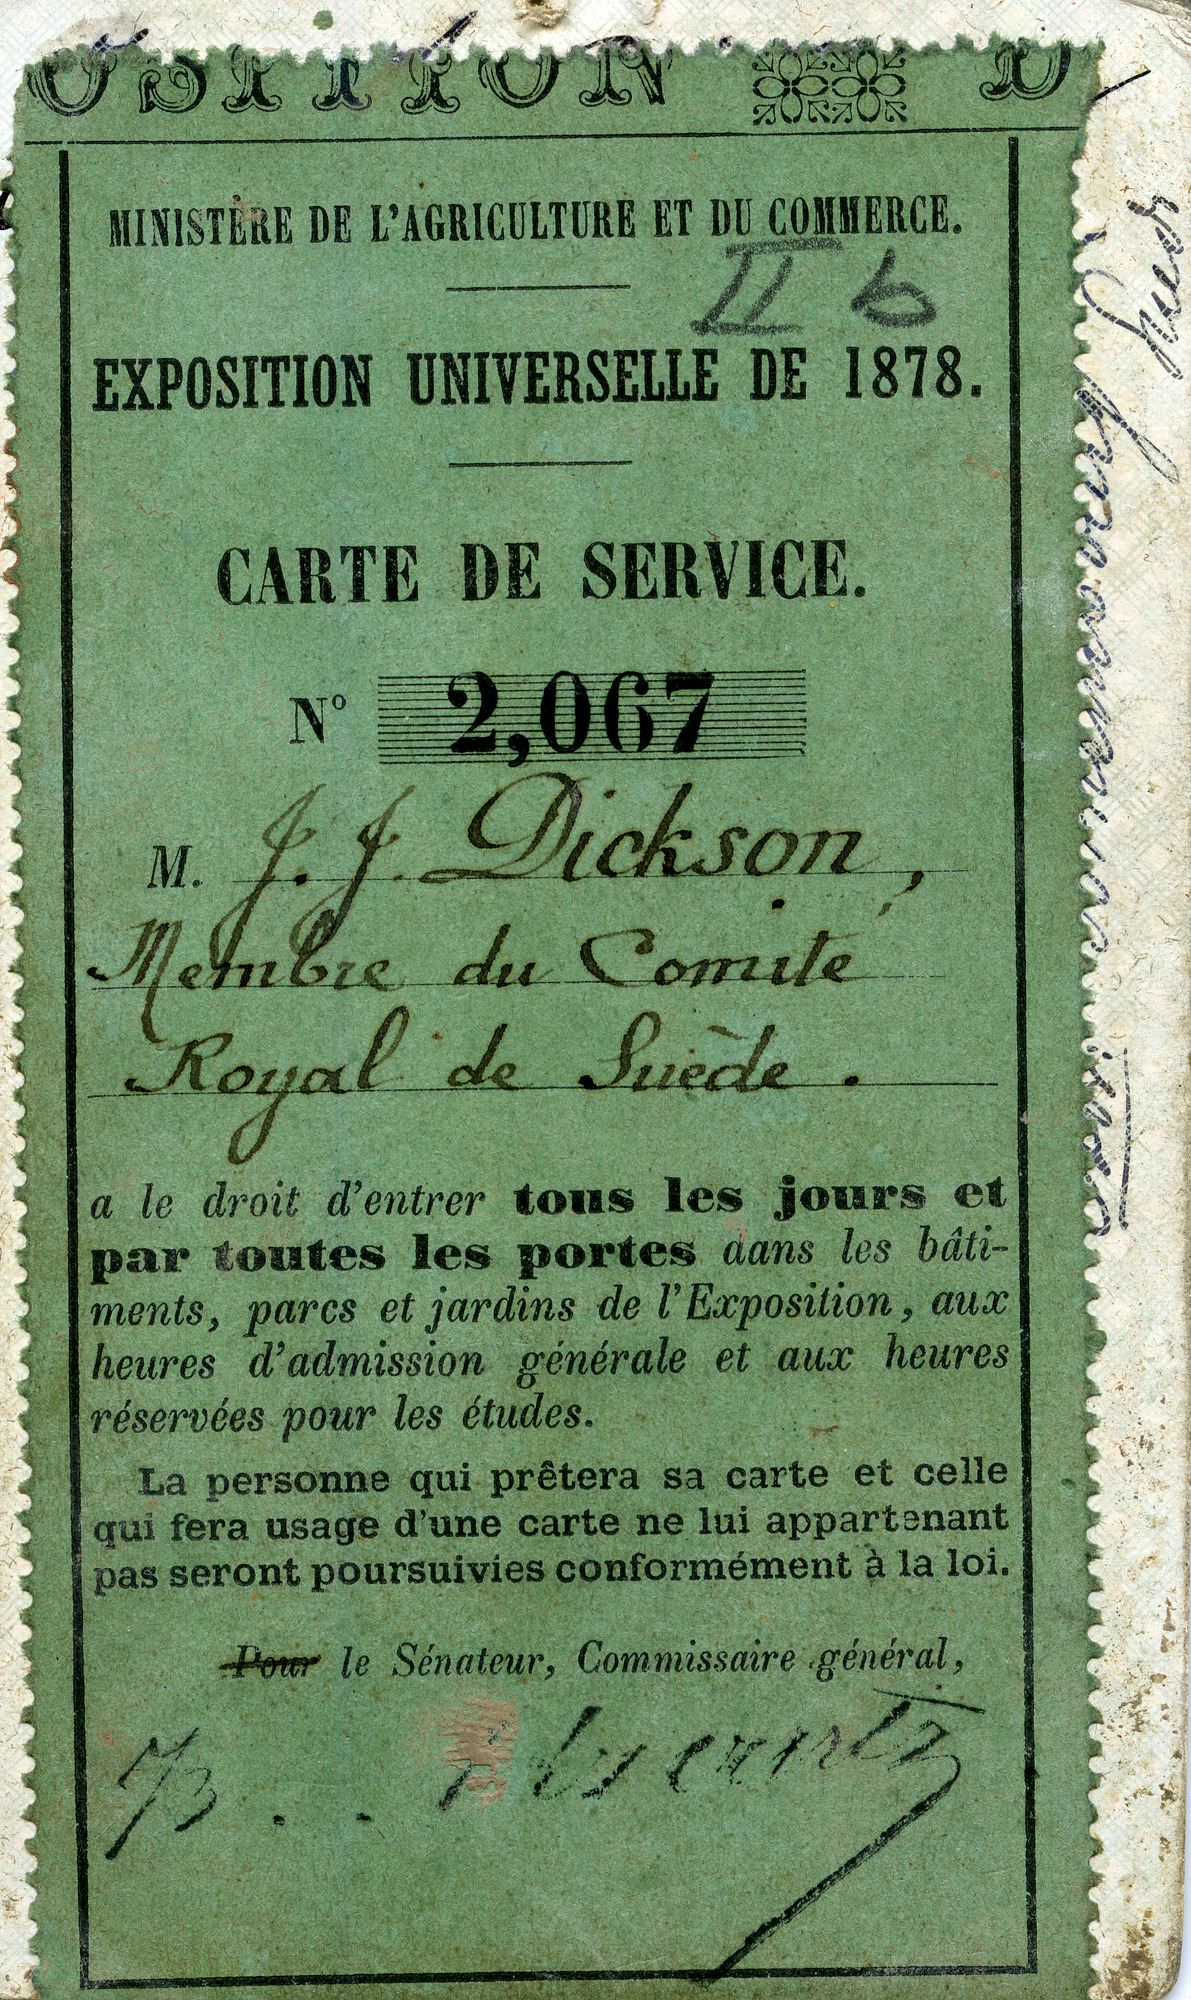 OSITION D
MINISTÈRE DE L'AGRICULTURE ET DU COMMERCE.
II b
EXPOSITION UNIVERSELLE DE 1878.
CARTE DE SERVICE.
Nº 2,067
M. J. J. Dickson,
Membre du Comité
Royal de Suède.
a le droit d'entrer tous les jours et
par toutes les portes dans les bâti-
ments, parcs et jardins de l'Exposition, aux
heures d'admission générale et aux heures
réservées pour les études.
La personne qui prêtera sa carte et celle
qui fera usage d'une carte ne lui appartenant
pas seront poursuivies conformément à la loi.
Pour le Sénateur, Commissaire général,